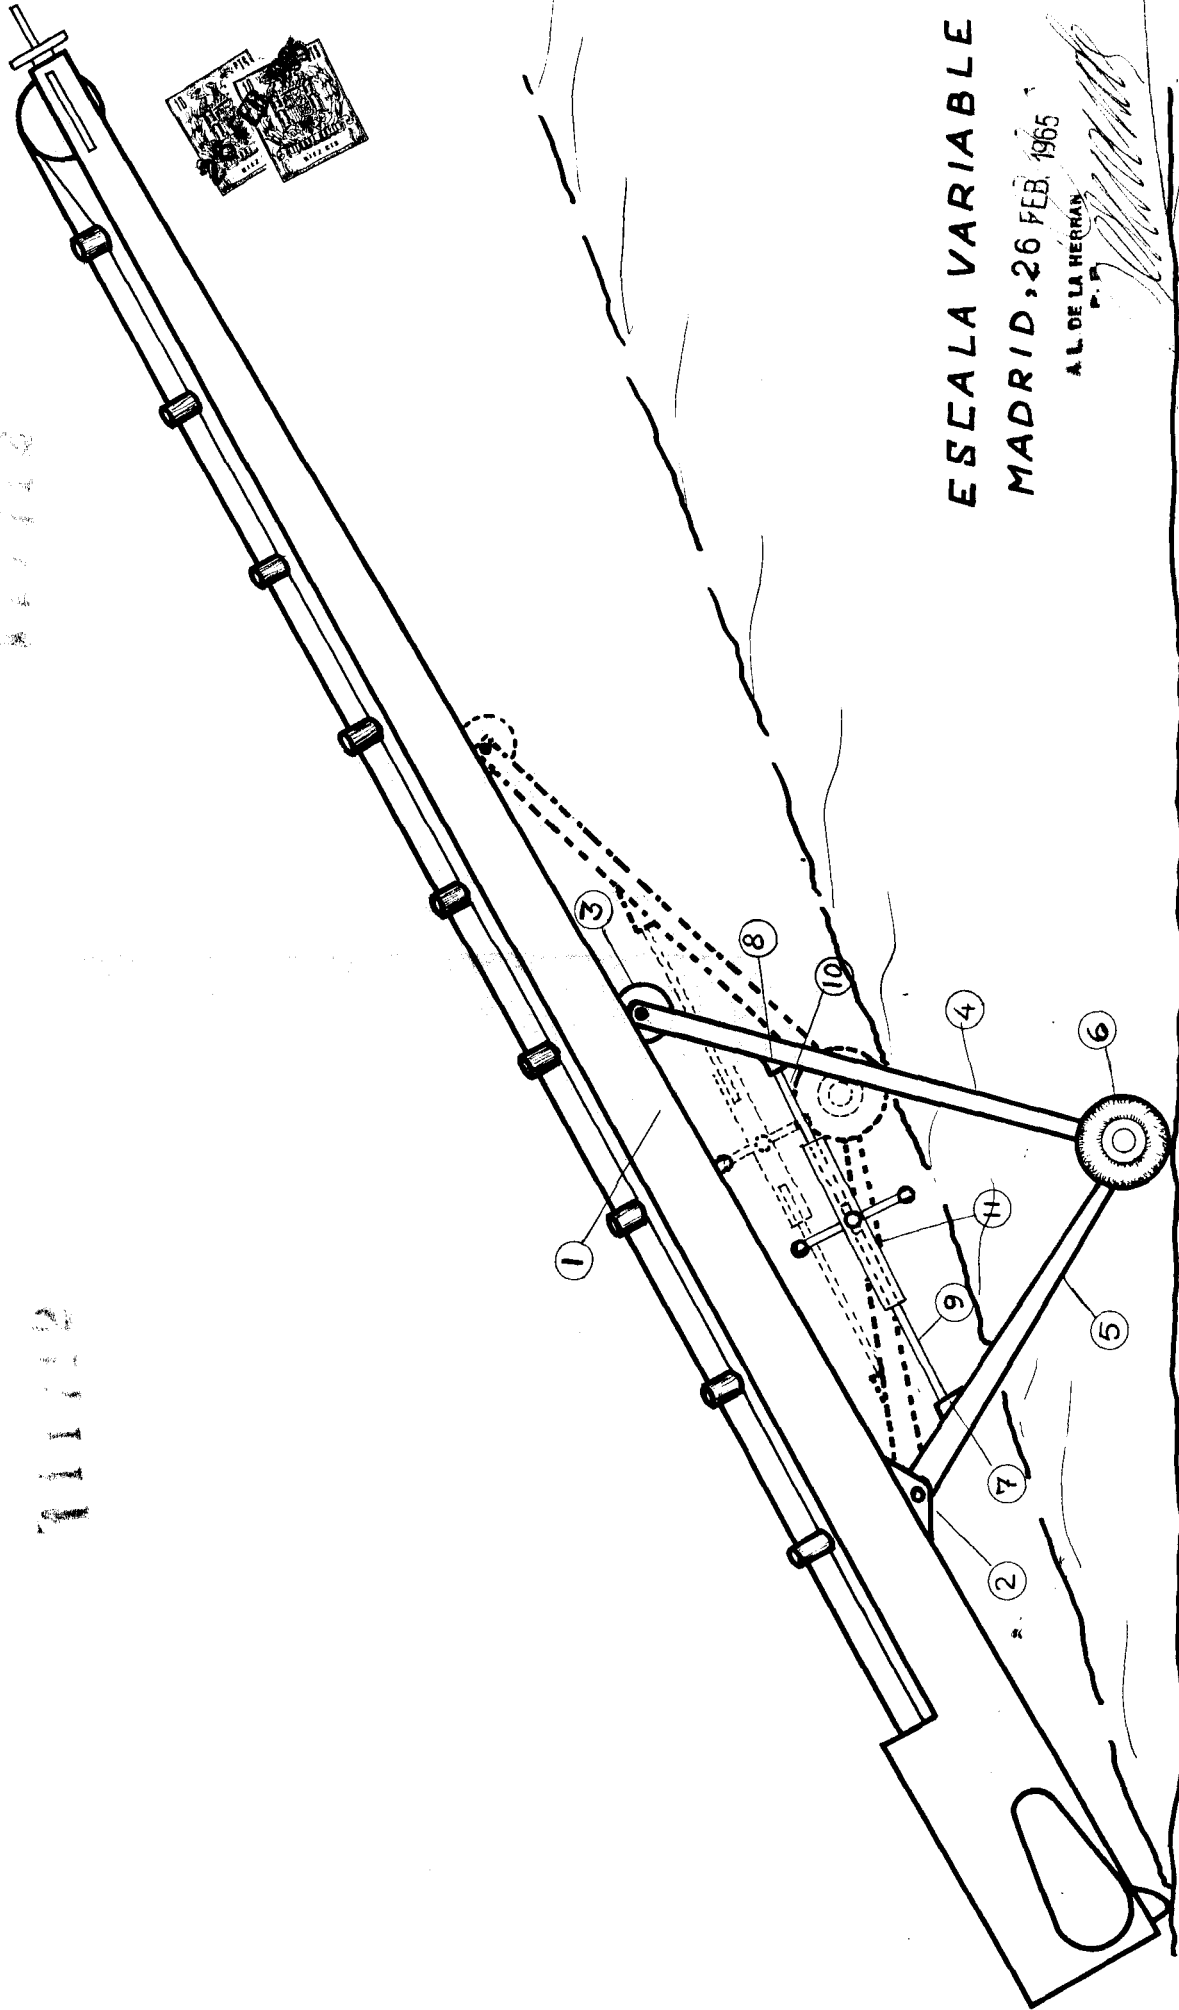 ESCALA VARIABLE
MADRID, 26 FEB. 1965
A. L. DE LA HERRAN
P. P.
1
2
3
4
5
6
7
8
9
10
11